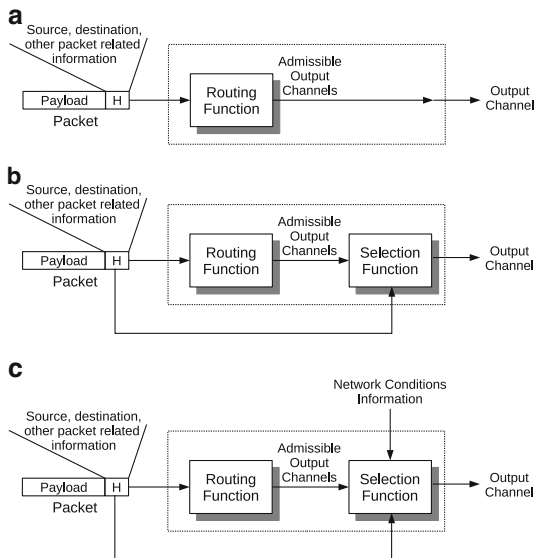 a
Source, destination,
other packet related
information
Payload
H
Packet
Routing
Function
Admissible
Output
Channels
Output
Channel
b
Source, destination,
other packet related
information
Payload
H
Packet
Routing
Function
Admissible
Output
Channels
Selection
Function
Output
Channel
c
Network Conditions
Information
Source, destination,
other packet related
information
Payload
H
Packet
Routing
Function
Admissible
Output
Channels
Selection
Function
Output
Channel